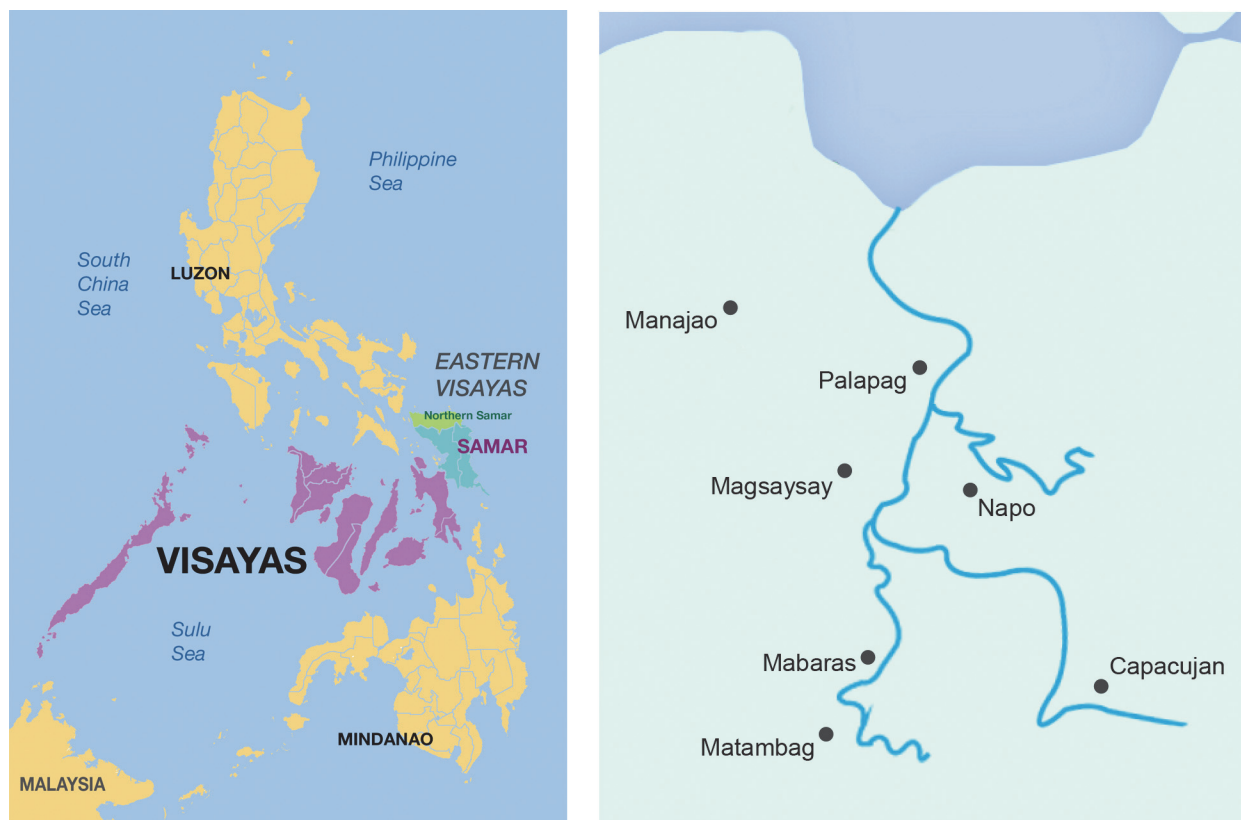 Philippine
Sea
South
China
Sea
LUZON
EASTERN
VISAYAS
Northern Samar
SAMAR
VISAYAS
Sulu
Sea
MINDANAO
MALAYSIA
Manajao
Palapag
Magsaysay
Napo
Mabaras
Capacujan
Matambag